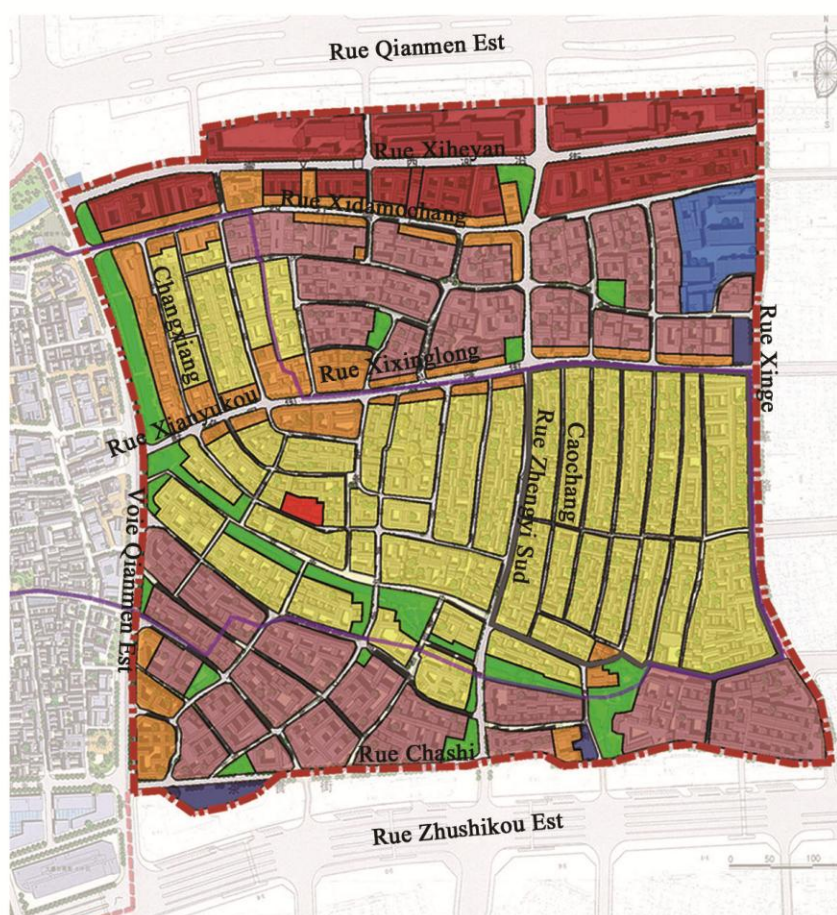 Rue Qianmen Est
Rue Xiheyan
Rue Xidamochang
Changxiang
Rue Xixinglong
Rue Xinge
Rue Xianyukou
Caochang
Rue Zhengyi Sud
Voie Qianmen Est
Rue Chashi
Rue Zhushikou Est
0 50 100